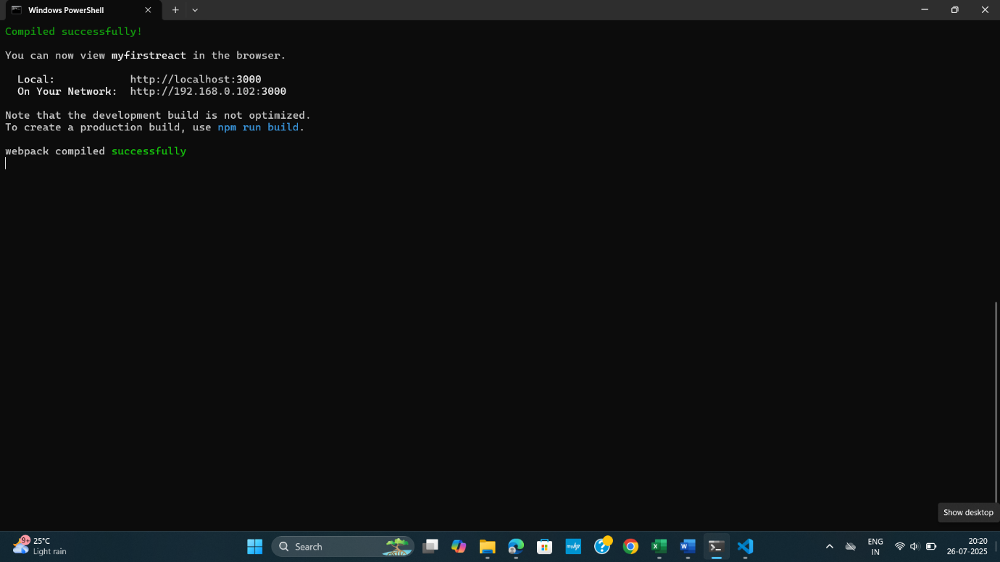 Windows PowerShell
Compiled successfully!
You can now view myfirstreact in the browser.
Local: http://localhost:3000
On Your Network: http://192.168.0.102:3000
Note that the development build is not optimized.
To create a production build, use npm run build.
webpack compiled successfully
Show desktop
9+
25°C
Light rain
Search
myhp
ENG
IN
20:20
26-07-2025